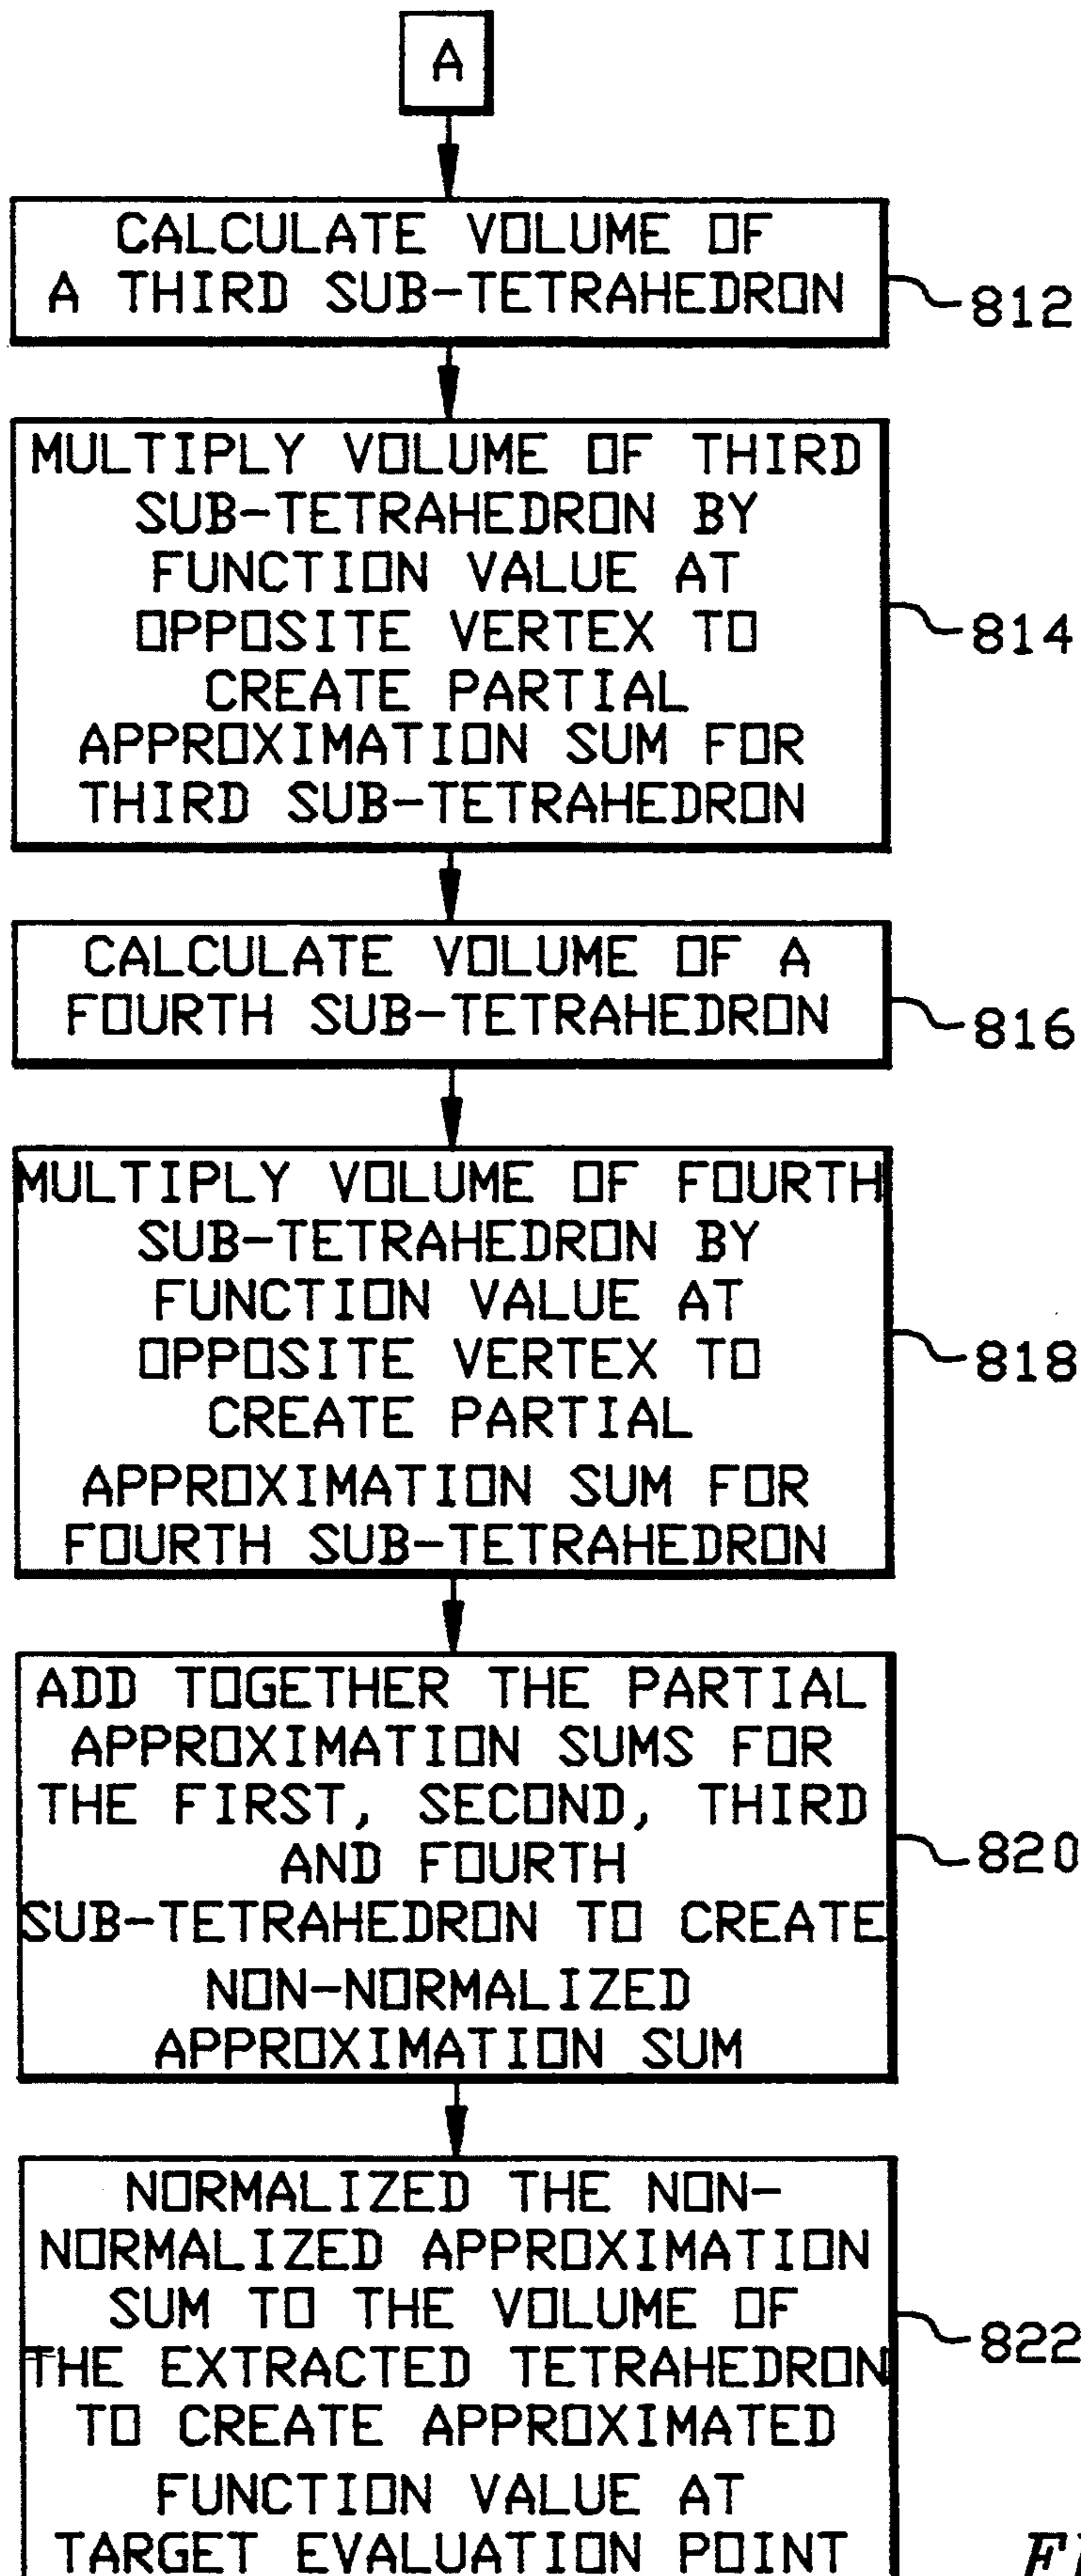 A
CALCULATE VOLUME OF
A THIRD SUB-TETRAHEDRON
812
MULTIPLY VOLUME OF THIRD
SUB-TETRAHEDRON BY
FUNCTION VALUE AT
OPPOSITE VERTEX TO
CREATE PARTIAL
APPROXIMATION SUM FOR
THIRD SUB-TETRAHEDRON
814
CALCULATE VOLUME OF A
FOURTH SUB-TETRAHEDRON
816
MULTIPLY VOLUME OF FOURTH
SUB-TETRAHEDRON BY
FUNCTION VALUE AT
OPPOSITE VERTEX TO
CREATE PARTIAL
APPROXIMATION SUM FOR
FOURTH SUB-TETRAHEDRON
818
ADD TOGETHER THE PARTIAL
APPROXIMATION SUMS FOR
THE FIRST, SECOND, THIRD
AND FOURTH
SUB-TETRAHEDRON TO CREATE
NON-NORMALIZED
APPROXIMATION SUM
820
NORMALIZED THE NON-
NORMALIZED APPROXIMATION
SUM TO THE VOLUME OF
THE EXTRACTED TETRAHEDRON
TO CREATE APPROXIMATED
FUNCTION VALUE AT
TARGET EVALUATION POINT
822